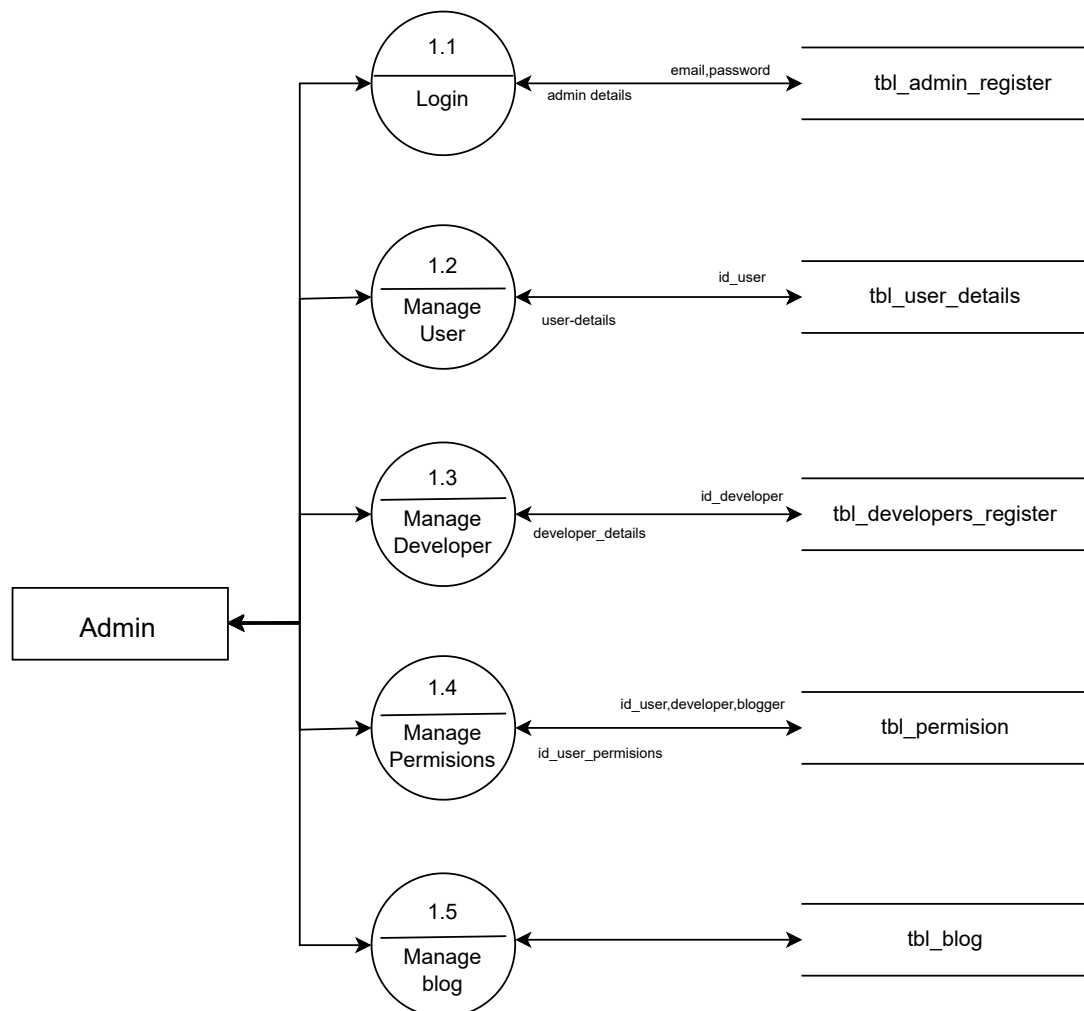 1.1
Login
email,password
admin details
tbl_admin_register
1.2
Manage
User
id_user
user-details
tbl_user_details
1.3
Manage
Developer
id_developer
developer_details
tbl_developers_register
Admin
1.4
Manage
Permisions
id_user,developer,blogger
id_user_permisions
tbl_permision
1.5
Manage
blog
tbl_blog